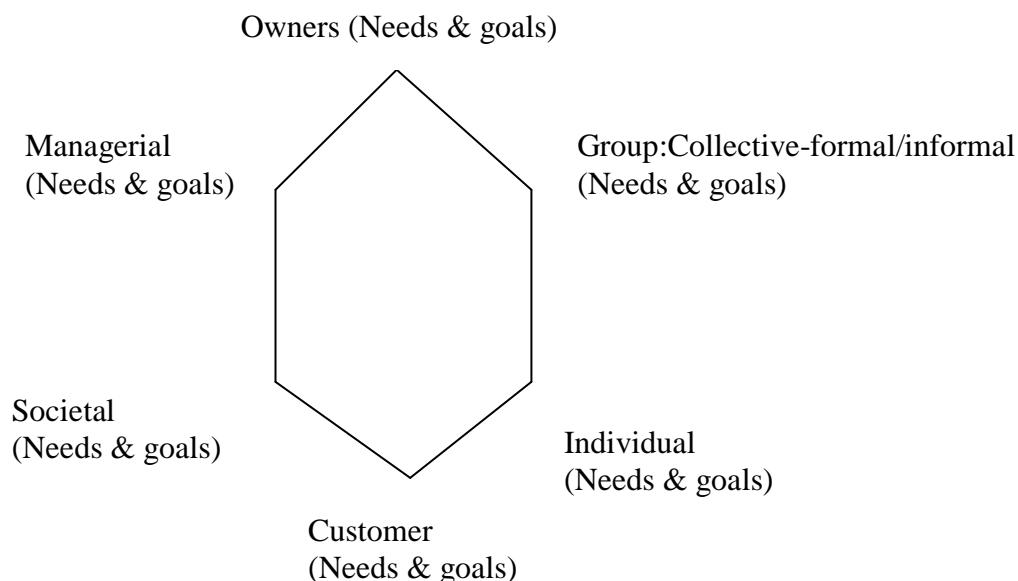 Owners (Needs & goals)
Managerial
(Needs & goals)
Group:Collective-formal/informal
(Needs & goals)
Societal
(Needs & goals)
Individual
(Needs & goals)
Customer
(Needs & goals)